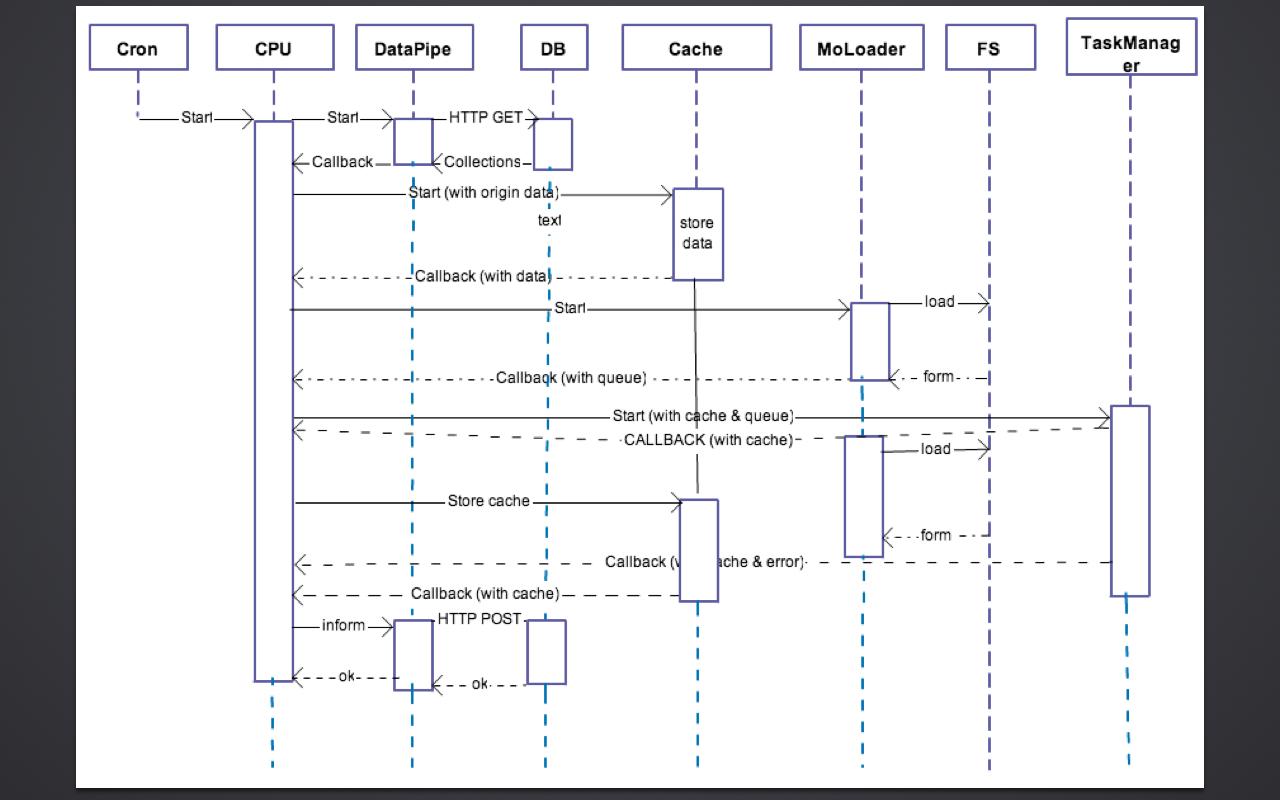 Cron
CPU
DataPipe
DB
Cache
MoLoader
FS
TaskManag
er
Start
Start
HTTP GET
Callback
Collections
Start (with origin data)
text
store
data
Callback (with data)
Start
load
Callback (with queue)
form
Start (with cache & queue)
CALLBACK (with cache)
load
Store cache
form
Callback (w ache & error)
Callback (with cache)
HTTP POST
inform
ok
ok